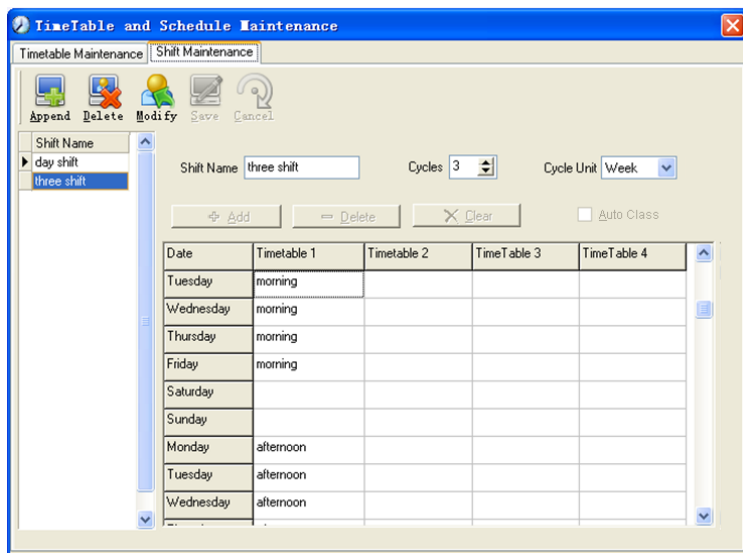 TimeTable and Schedule Maintenance
Timetable Maintenance Shift Maintenance
Append Delete Modify Save Cancel
Shift Name
day shift
three shift
Shift Name three shift Cycles 3 Cycle Unit Week
Add Delete Clear Auto Class
Date Timetable 1 Timetable 2 TimeTable 3 TimeTable 4
Tuesday morning
Wednesday morning
Thursday morning
Friday morning
Saturday
Sunday
Monday afternoon
Tuesday afternoon
Wednesday afternoon